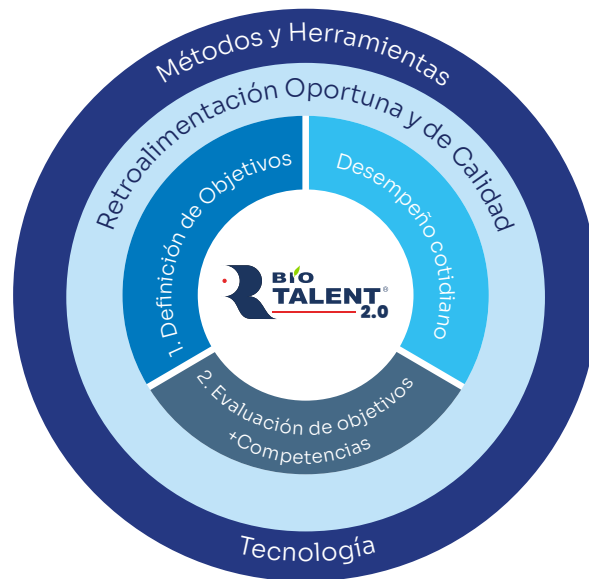 Métodos y Herramientas
Retroalimentación Oportuna y de Calidad
1. Definición de Objetivos
Desempeño cotidiano
BIO
TALENT®
2.0
2. Evaluación de objetivos
+Competencias
Tecnología